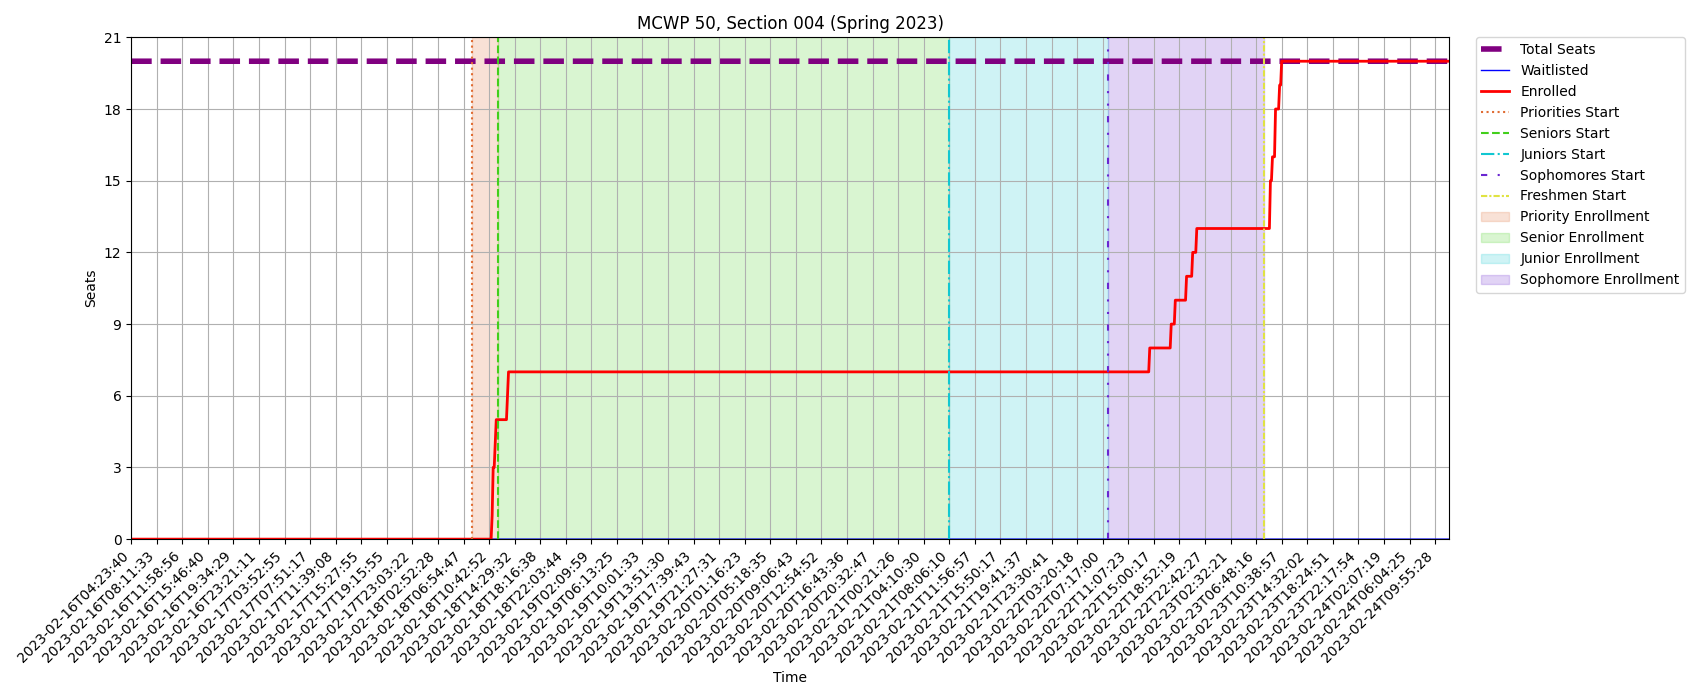 MCWP 50, Section 004 (Spring 2023)
21
18
15
12
9
6
3
0
Seats
2023-02-16T04:23:40
2023-02-16T08:11:33
2023-02-16T11:58:56
2023-02-16T15:46:40
2023-02-16T19:34:29
2023-02-16T23:21:11
2023-02-17T03:52:55
2023-02-17T07:51:17
2023-02-17T11:39:08
2023-02-17T15:27:55
2023-02-17T19:15:55
2023-02-17T23:03:22
2023-02-18T02:52:28
2023-02-18T06:54:47
2023-02-18T10:42:52
2023-02-18T14:29:32
2023-02-18T18:16:38
2023-02-18T22:03:44
2023-02-19T02:09:59
2023-02-19T06:13:25
2023-02-19T10:01:33
2023-02-19T13:51:30
2023-02-19T17:39:43
2023-02-19T21:27:31
2023-02-20T01:16:23
2023-02-20T05:18:35
2023-02-20T09:06:43
2023-02-20T12:54:52
2023-02-20T16:43:36
2023-02-20T20:32:47
2023-02-21T00:21:26
2023-02-21T04:10:30
2023-02-21T08:06:10
2023-02-21T11:56:57
2023-02-21T15:50:17
2023-02-21T19:41:37
2023-02-21T23:30:41
2023-02-22T03:20:18
2023-02-22T07:17:00
2023-02-22T11:07:23
2023-02-22T15:00:17
2023-02-22T18:52:19
2023-02-22T22:42:27
2023-02-23T02:32:21
2023-02-23T06:48:16
2023-02-23T10:38:57
2023-02-23T14:32:02
2023-02-23T18:24:51
2023-02-23T22:17:54
2023-02-24T02:07:19
2023-02-24T06:04:25
2023-02-24T09:55:28
Time
Total Seats
Waitlisted
Enrolled
Priorities Start
Seniors Start
Juniors Start
Sophomores Start
Freshmen Start
Priority Enrollment
Senior Enrollment
Junior Enrollment
Sophomore Enrollment